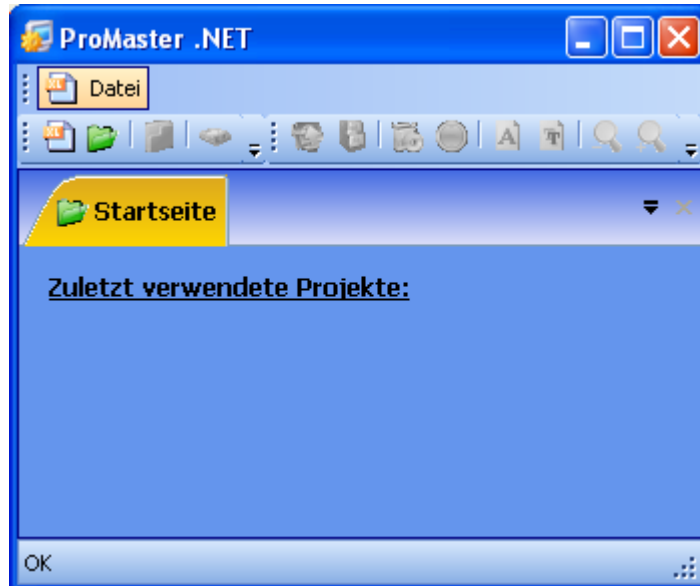 ProMaster .NET
Datei
Startseite
Zuletzt verwendete Projekte:
OK